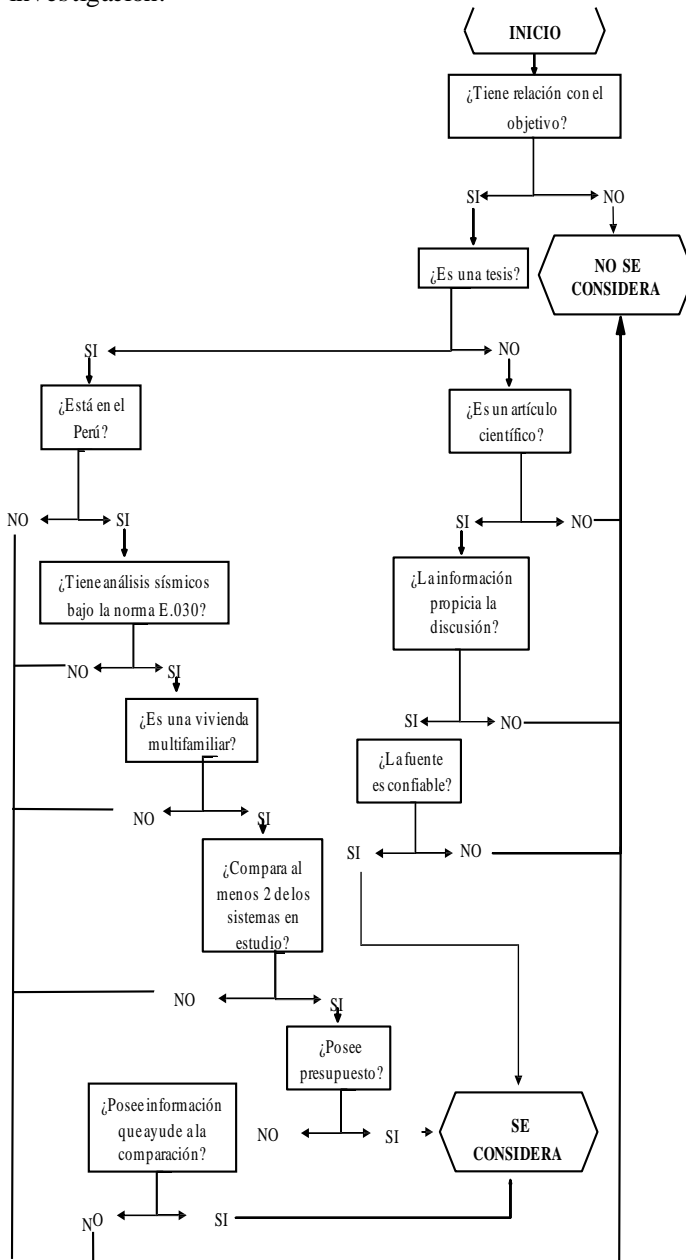 investigación.
INICIO
¿Tiene relación con el
objetivo?
SI
NO
¿Es una tesis?
NO SE
CONSIDERA
SI
NO
¿Está en el
Perú?
¿Es un artículo
científico?
NO
SI
SI
NO
¿Tiene análisis sísmicos
bajo la norma E.030?
¿La información
propicia la
discusión?
NO
SI
¿Es una vivienda
multifamiliar?
SI
NO
¿La fuente
es confiable?
NO
SI
SI
NO
¿Compara al
menos 2 de los
sistemas en
estudio?
NO
SI
¿Posee
presupuesto?
¿Posee información
que ayude a la
comparación?
NO
SI
SE
CONSIDERA
NO
SI